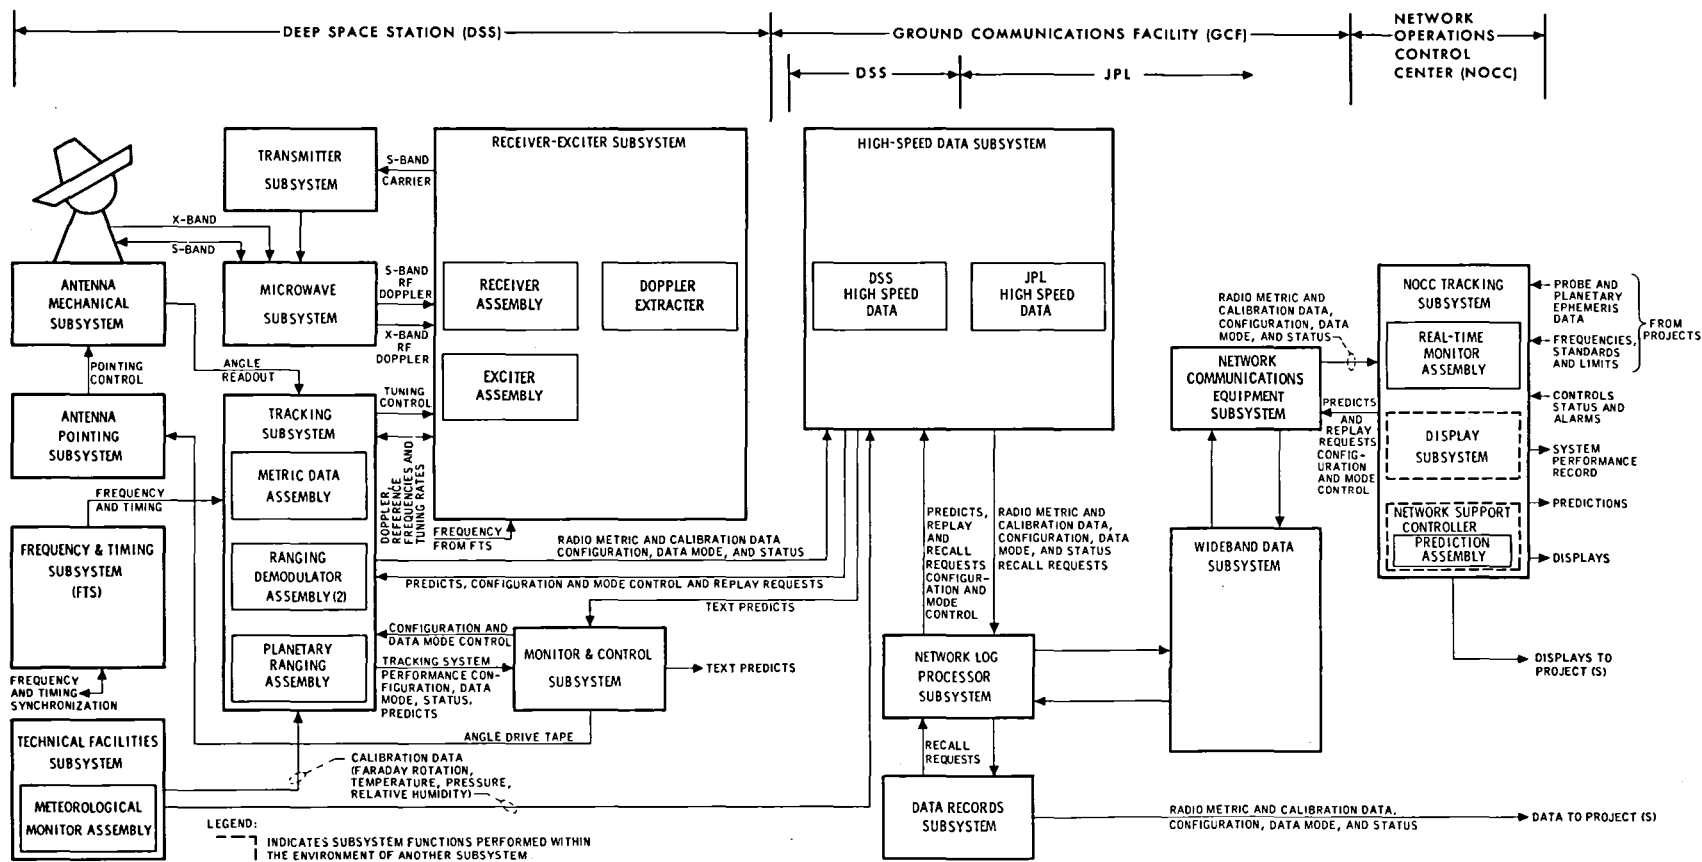 DEEP SPACE STATION (DSS)
GROUND COMMUNICATIONS FACILITY (GCF)
NETWORK
OPERATIONS
CONTROL
CENTER (NOCC)
DSS
JPL
TRANSMITTER
SUBSYSTEM
S-BAND
CARRIER
RECEIVER-EXCITER SUBSYSTEM
HIGH-SPEED DATA SUBSYSTEM
X-BAND
S-BAND
ANTENNA
MECHANICAL
SUBSYSTEM
MICROWAVE
SUBSYSTEM
S-BAND
RF
DOPPLER
X-BAND
RF
DOPPLER
RECEIVER
ASSEMBLY
DOPPLER
EXTRACTER
EXCITER
ASSEMBLY
DSS
HIGH SPEED
DATA
JPL
HIGH SPEED
DATA
POINTING
CONTROL
ANGLE
READOUT
ANTENNA
POINTING
SUBSYSTEM
TRACKING
SUBSYSTEM
TUNING
CONTROL
METRIC DATA
ASSEMBLY
DOPPLER,
REFERENCE
FREQUENCIES AND
TUNING RATES
FREQUENCY
AND TIMING
FREQUENCY & TIMING
SUBSYSTEM
(FTS)
FREQUENCY
FROM FTS
RANGING
DEMODULATOR
ASSEMBLY(2)
RADIO METRIC AND CALIBRATION DATA
CONFIGURATION, DATA MODE, AND STATUS
PREDICTS, CONFIGURATION AND MODE CONTROL AND REPLAY REQUESTS
TEXT PREDICTS
CONFIGURATION AND
DATA MODE CONTROL
PLANETARY
RANGING
ASSEMBLY
TRACKING SYSTEM
PERFORMANCE CON-
FIGURATION, DATA
MODE, STATUS,
PREDICTS
MONITOR & CONTROL
SUBSYSTEM
TEXT PREDICTS
FREQUENCY
AND TIMING
SYNCHRONIZATION
ANGLE DRIVE TAPE
TECHNICAL FACILITIES
SUBSYSTEM
METEOROLOGICAL
MONITOR ASSEMBLY
CALIBRATION DATA
(FARADAY ROTATION,
TEMPERATURE, PRESSURE,
RELATIVE HUMIDITY)
LEGEND:
INDICATES SUBSYSTEM FUNCTIONS PERFORMED WITHIN
THE ENVIRONMENT OF ANOTHER SUBSYSTEM
PREDICTS,
REPLAY
AND
RECALL
REQUESTS
CONFIGUR-
ATION AND
MODE
CONTROL
RADIO METRIC AND
CALIBRATION DATA,
CONFIGURATION, DATA
MODE, AND STATUS
RECALL REQUESTS
NETWORK LOG
PROCESSOR
SUBSYSTEM
RECALL
REQUESTS
DATA RECORDS
SUBSYSTEM
RADIO METRIC AND CALIBRATION DATA,
CONFIGURATION, DATA MODE, AND STATUS
DATA TO PROJECT (S)
RADIO METRIC AND
CALIBRATION DATA,
CONFIGURATION, DATA
MODE, AND STATUS
NETWORK
COMMUNICATIONS
EQUIPMENT
SUBSYSTEM
PREDICTS
AND
REPLAY
REQUESTS
CONFIG-
URATION
AND MODE
CONTROL
WIDEBAND DATA
SUBSYSTEM
NOCC TRACKING
SUBSYSTEM
REAL-TIME
MONITOR
ASSEMBLY
DISPLAY
SUBSYSTEM
NETWORK SUPPORT
CONTROLLER
PREDICTION
ASSEMBLY
PROBE AND
PLANETARY
EPHEMERIS
DATA
FREQUENCIES,
STANDARDS
AND LIMITS
FROM
PROJECTS
CONTROLS
STATUS AND
ALARMS
SYSTEM
PERFORMANCE
RECORD
PREDICTIONS
DISPLAYS
DISPLAYS TO
PROJECT (S)